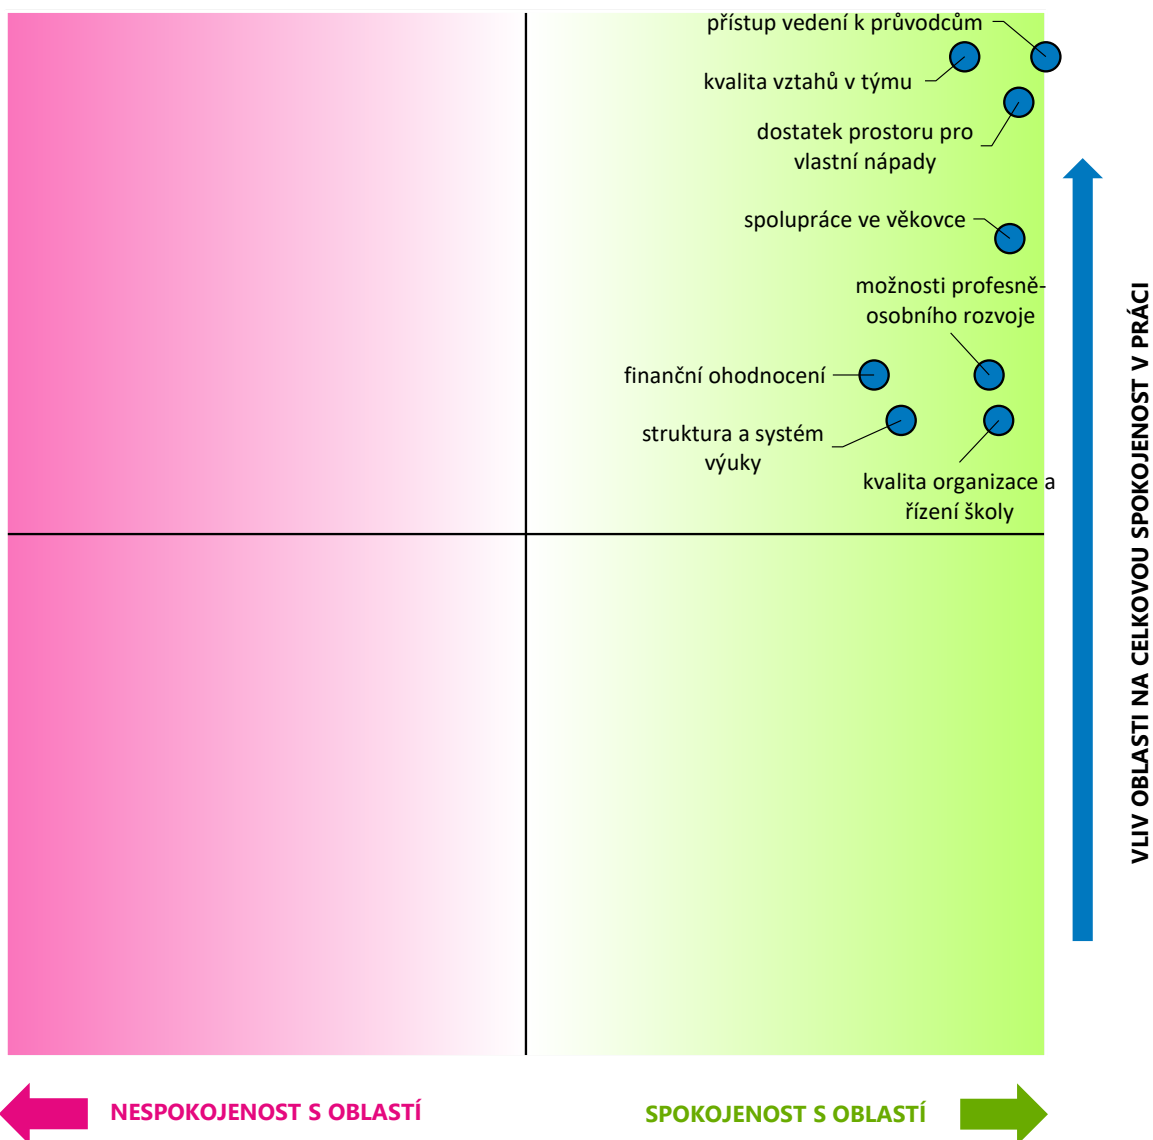 přístup vedení k průvodcům
kvalita vztahů v týmu
dostatek prostoru pro
vlastní nápady
spolupráce ve věkovce
možnosti profesně-
osobního rozvoje
finanční ohodnocení
struktura a systém
výuky
kvalita organizace a
řízení školy
VLIV OBLASTI NA CELKOVOU SPOKOJENOST V PRÁCI
NESPOKOJENOST S OBLASTÍ
SPOKOJENOST S OBLASTÍ